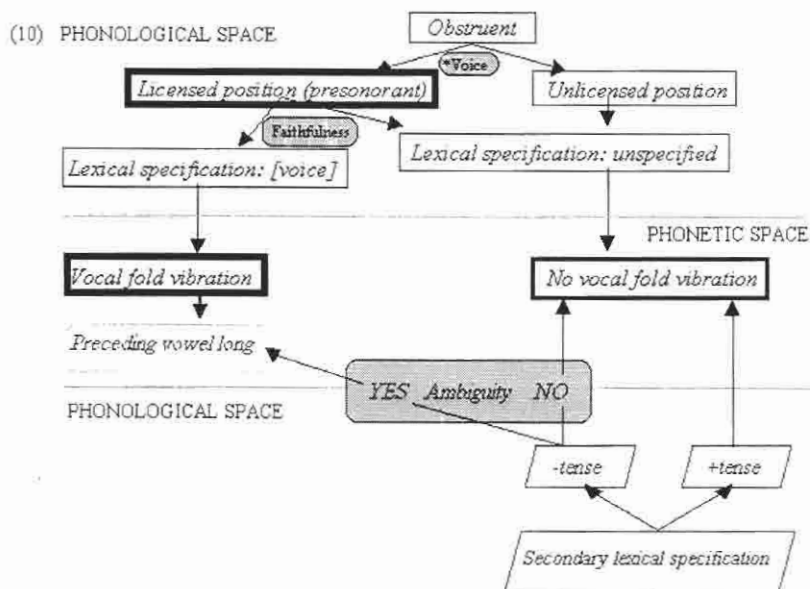 (10) PHONOLOGICAL SPACE
Obstruent
*Voice
Licensed position (presonorant)
Unlicensed position
Faithfulness
Lexical specification: [voice]
Lexical specification: unspecified
PHONETIC SPACE
Vocal fold vibration
No vocal fold vibration
Preceding vowel long
YES Ambiguity NO
PHONOLOGICAL SPACE
-tense
+tense
Secondary lexical specification